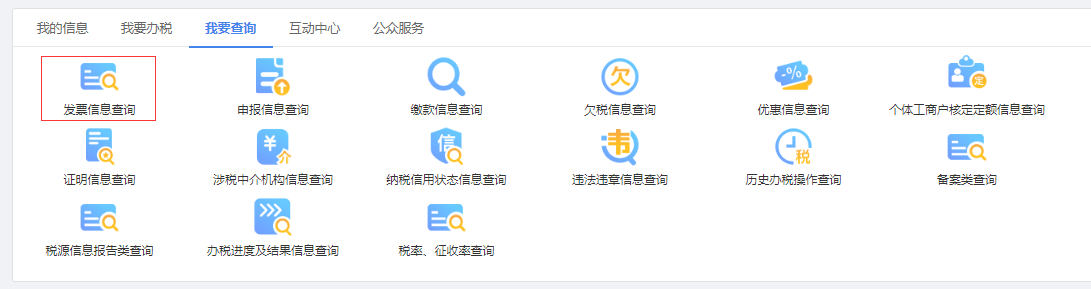 我的信息 我要办税 我要查询 互动中心 公众服务
欠 -% 定
发票信息查询 申报信息查询 缴款信息查询 欠税信息查询 优惠信息查询 个体工商户核定定额信息查询
¥ 介 信 韦 税
证明信息查询 涉税中介机构信息查询 纳税信用状态信息查询 违法违章信息查询 历史办税操作查询 备案类查询
税源信息报告类查询 办税进度及结果信息查询 税率、征收率查询